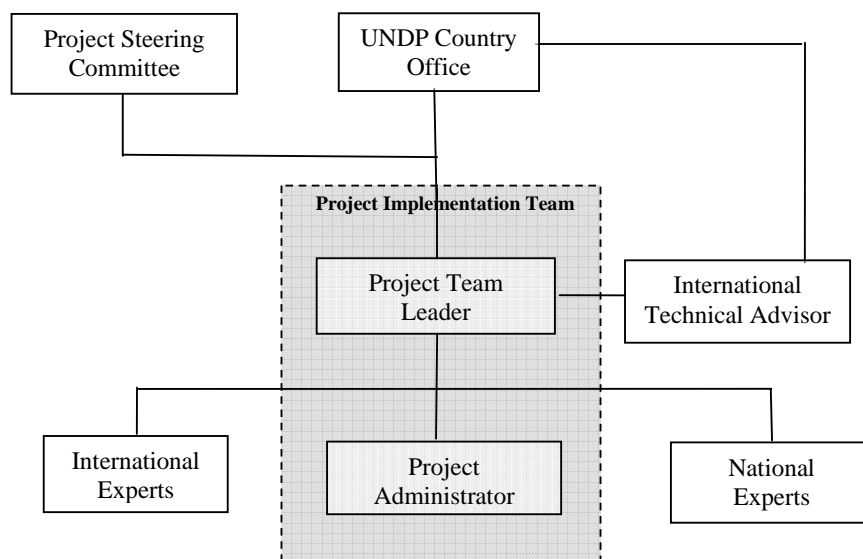 Project Steering
Committee
UNDP Country
Office
Project Implementation Team
Project Team
Leader
International
Technical Advisor
International
Experts
Project
Administrator
National
Experts